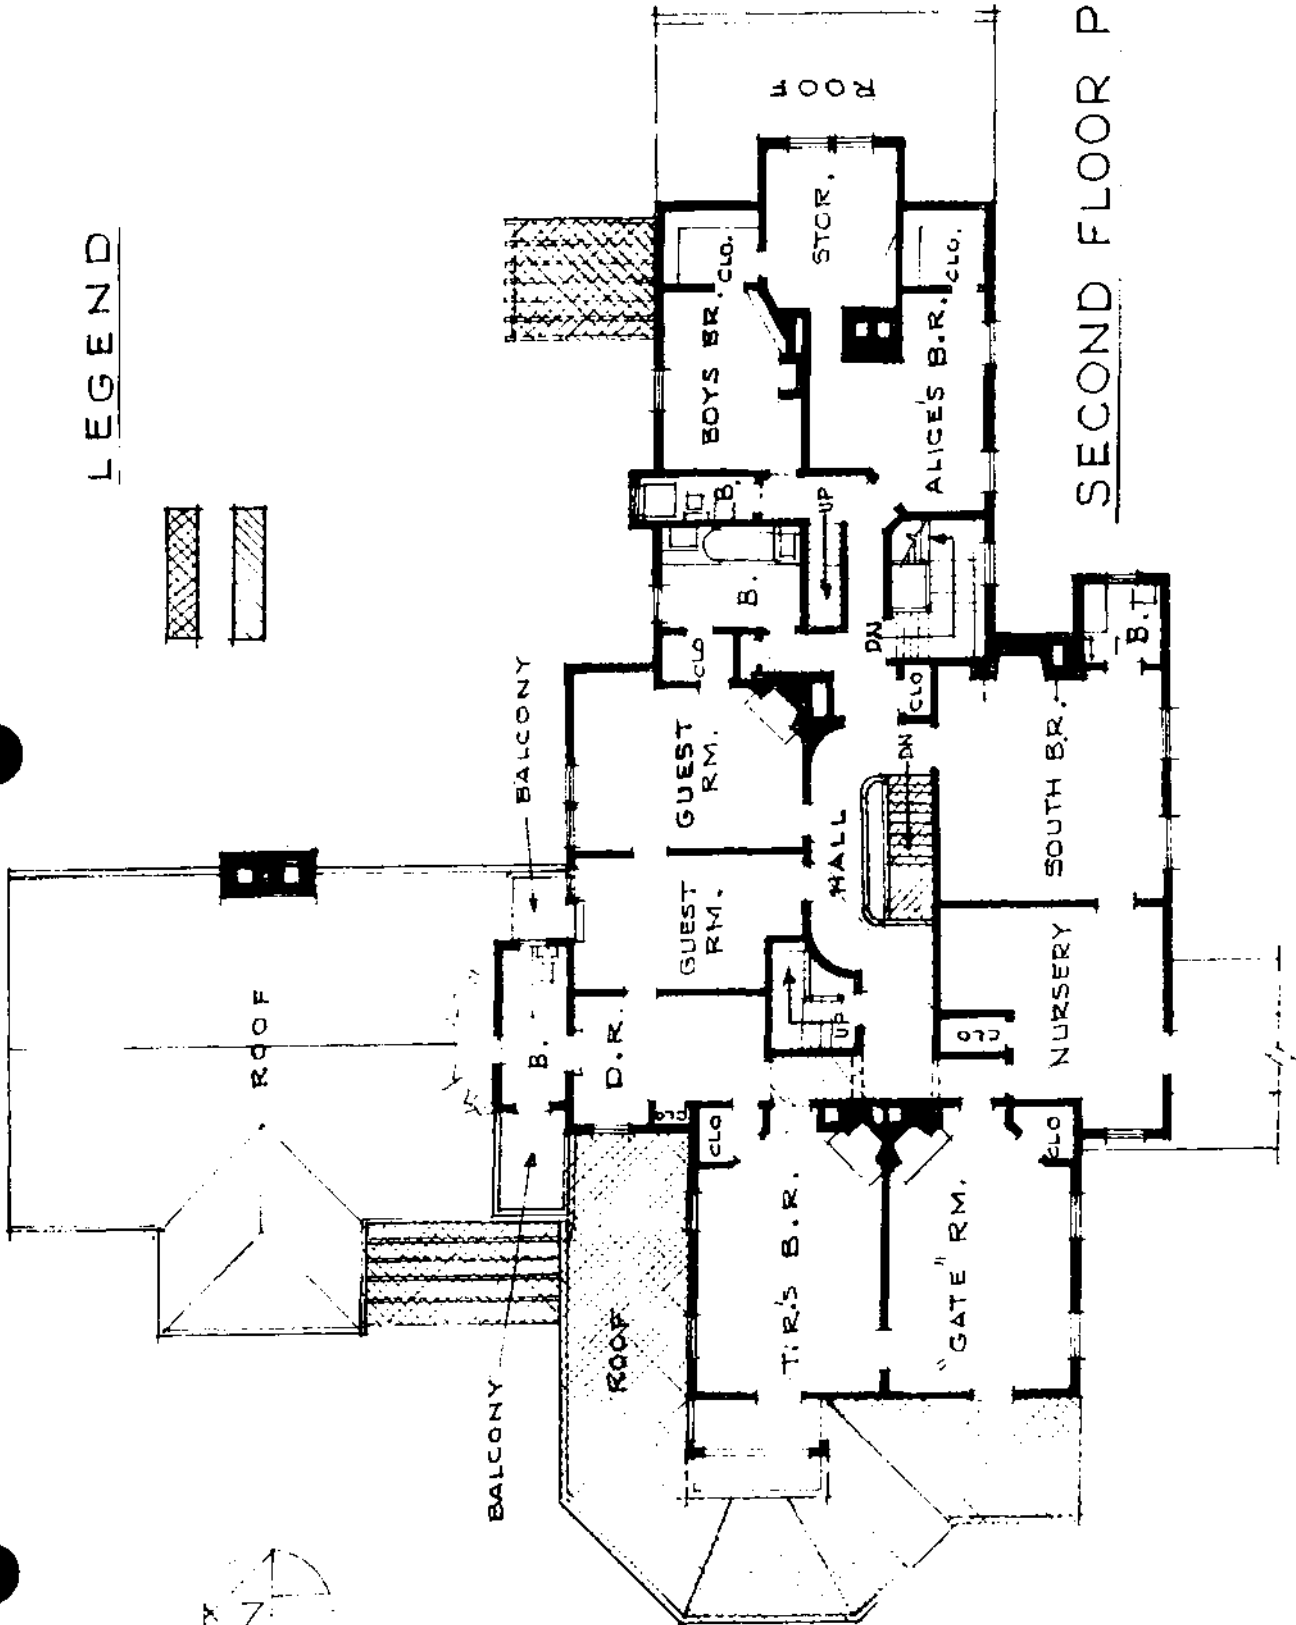 LEGEND
BALCONY
ROOF
BALCONY
B.
D.R.
CLO
ROOF
GUEST
RM.
GUEST
RM.
CLO
B.
B.
BOYS BR.
CLO.
STOR.
ROOF
CLO.
ALICE'S B.R.
UP
DN
CLO
DN
HALL
UP
CLO
T.R.'S B.R.
"GATE" RM.
CLO
CLO
NURSERY
SOUTH B.R.
B.
SECOND FLOOR P